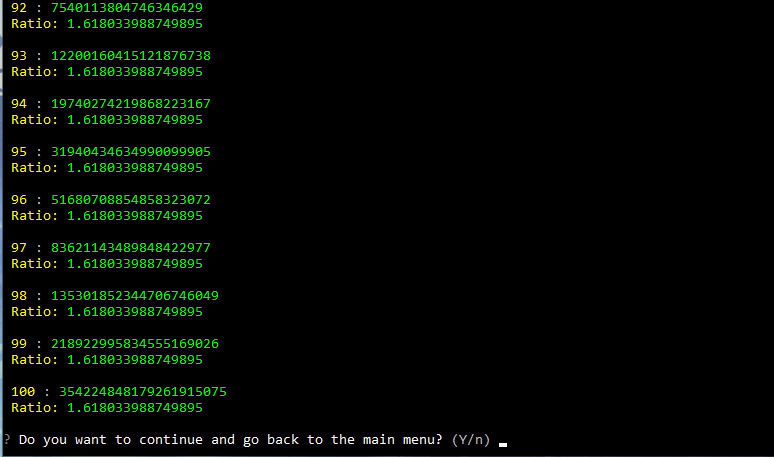 92 : 7540113804746346429
Ratio: 1.618033988749895
93 : 12200160415121876738
Ratio: 1.618033988749895
94 : 19740274219868223167
Ratio: 1.618033988749895
95 : 31940434634990099905
Ratio: 1.618033988749895
96 : 51680708854858323072
Ratio: 1.618033988749895
97 : 83621143489848422977
Ratio: 1.618033988749895
98 : 135301852344706746049
Ratio: 1.618033988749895
99 : 218922995834555169026
Ratio: 1.618033988749895
100 : 354224848179261915075
Ratio: 1.618033988749895
? Do you want to continue and go back to the main menu? (Y/n)